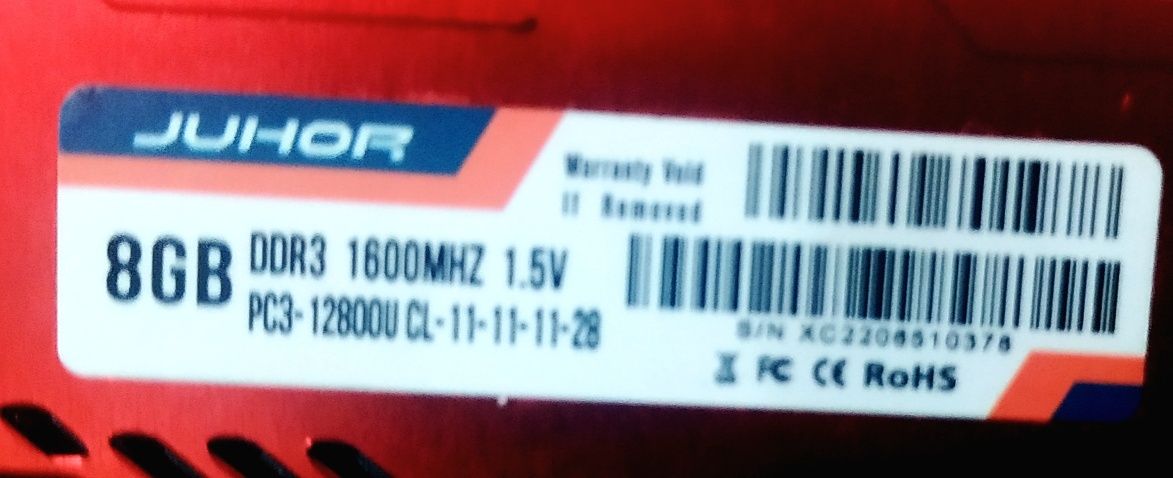 JUHOR
Warranty Void
If Removed
8GB
DDR3 1600MHZ 1.5V
PC3-12800U CL-11-11-11-28
S/N XC2206510378
FC CE RoHS